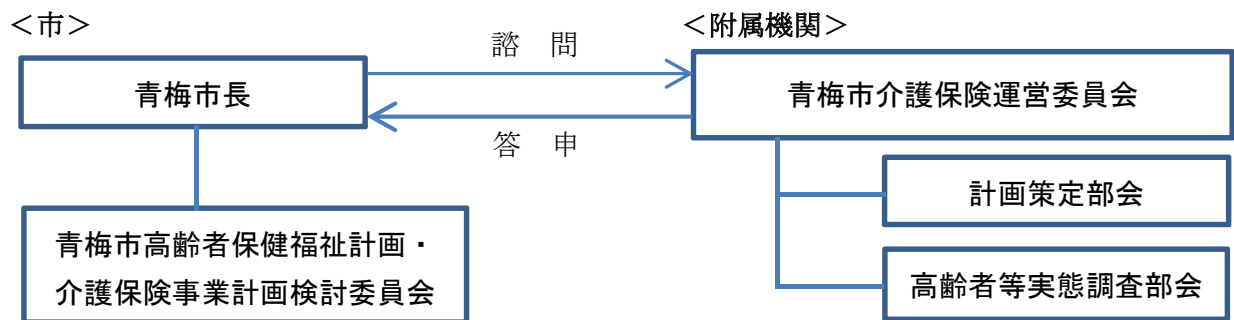 ＜市＞
＜附属機関＞
諮　問
青梅市長
青梅市介護保険運営委員会
答　申
計画策定部会
青梅市高齢者保健福祉計画・
介護保険事業計画検討委員会
高齢者等実態調査部会